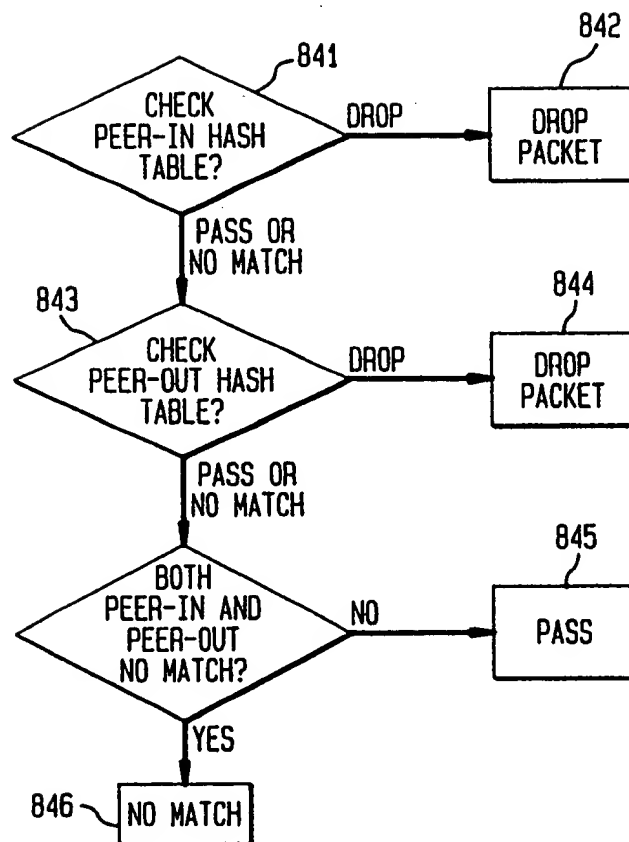 841
CHECK
PEER-IN HASH
TABLE?
DROP
842
DROP
PACKET
PASS OR
NO MATCH
843
CHECK
PEER-OUT HASH
TABLE?
DROP
844
DROP
PACKET
PASS OR
NO MATCH
BOTH
PEER-IN AND
PEER-OUT
NO MATCH?
NO
845
PASS
YES
846
NO MATCH